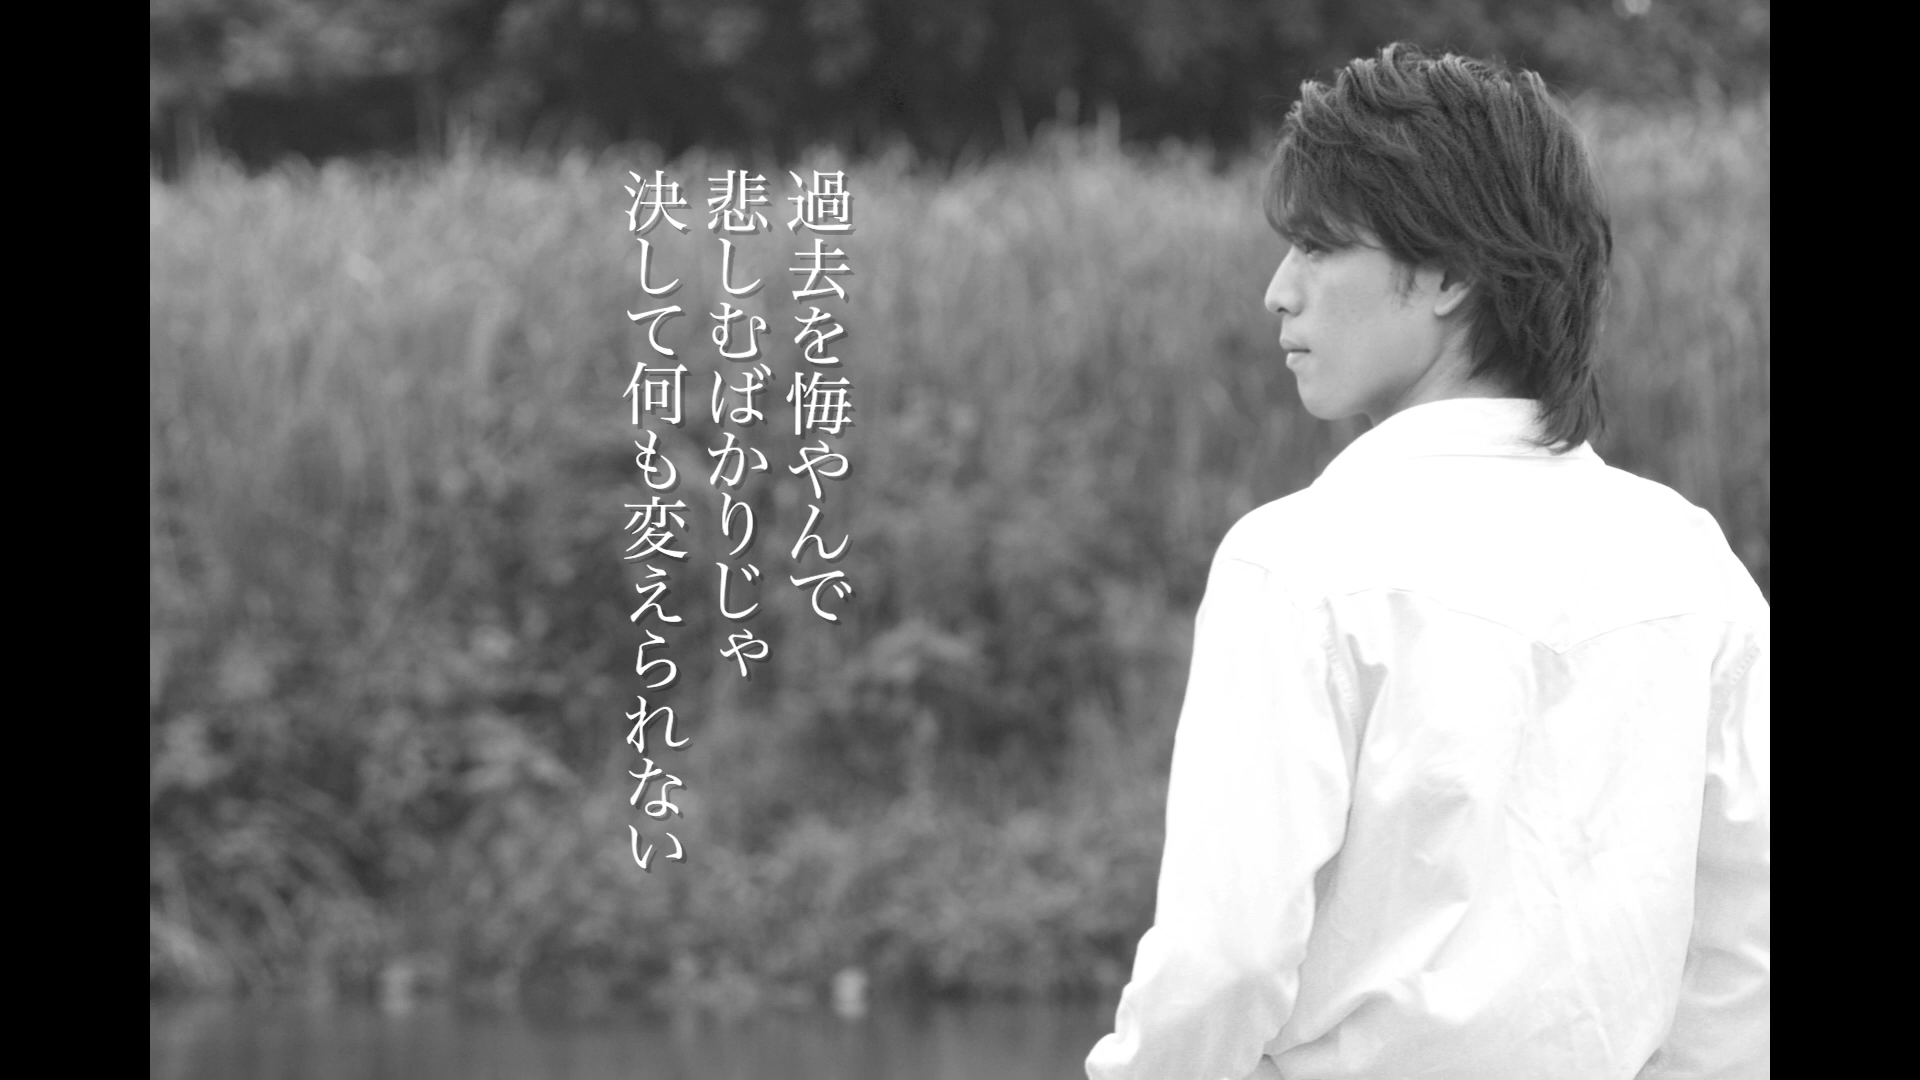 過去を悔やんで
悲しむばかりじゃ
決して何も変えられない